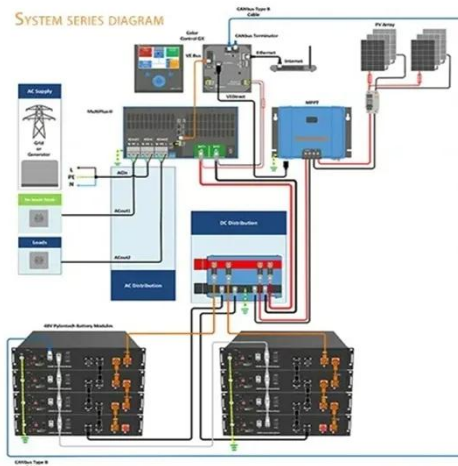 SYSTEM SERIES DIAGRAM
CANbus Type B
Cable
Color
Control GX
CANbus Terminator
VE Bus
Ethernet
Internet
PV Array
AC Supply
Grid
or
Generator
MultiPlus-II
VEDirect
MPPT
L
PE
N
ACin
ACout1
Loads
ACout2
AC Distribution
DC Distribution
48V Pylontech Battery Modules
CANbus Type B